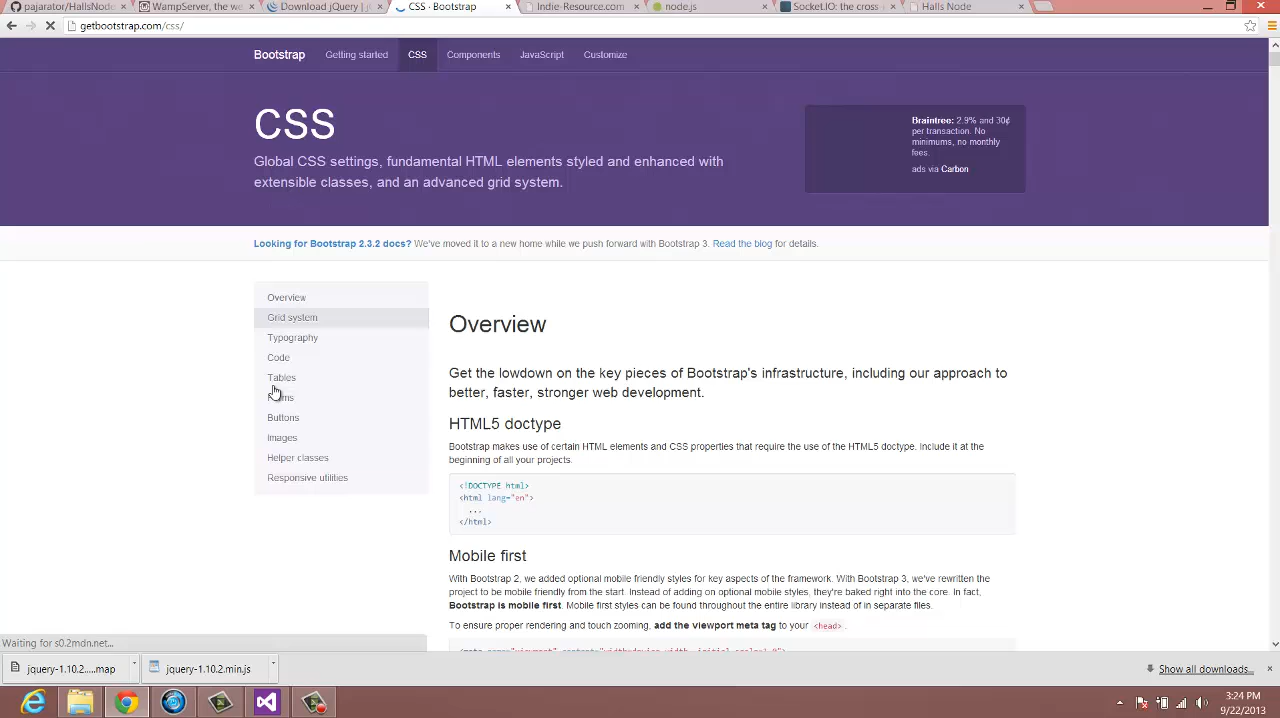 pajarator/HallsNode
WampServer, the w
Download jQuery | j
CSS · Bootstrap
Indie-Resource.com
node.js
Socket.IO: the cross
Halls Node
getbootstrap.com/css/
Bootstrap
Getting started
CSS
Components
JavaScript
Customize
CSS
Global CSS settings, fundamental HTML elements styled and enhanced with
extensible classes, and an advanced grid system.
Braintree: 2.9% and 30¢
per transaction. No
minimums, no monthly
fees.
ads via Carbon
Looking for Bootstrap 2.3.2 docs? We've moved it to a new home while we push forward with Bootstrap 3. Read the blog for details.
Overview
Grid system
Typography
Code
Tables
Buttons
Images
Helper classes
Responsive utilities
Overview
Get the lowdown on the key pieces of Bootstrap's infrastructure, including our approach to
better, faster, stronger web development.
HTML5 doctype
Bootstrap makes use of certain HTML elements and CSS properties that require the use of the HTML5 doctype. Include it at the
beginning of all your projects.
<!DOCTYPE html>
<html lang="en">
...
</html>
Mobile first
With Bootstrap 2, we added optional mobile friendly styles for key aspects of the framework. With Bootstrap 3, we've rewritten the
project to be mobile friendly from the start. Instead of adding on optional mobile styles, they're baked right into the core. In fact,
Bootstrap is mobile first. Mobile first styles can be found throughout the entire library instead of in separate files.
To ensure proper rendering and touch zooming, add the viewport meta tag to your <head>.
Waiting for s0.2mdn.net...
jquery-1.10.2.....map
jquery-1.10.2.min.js
Show all downloads...
3:24 PM
9/22/2013